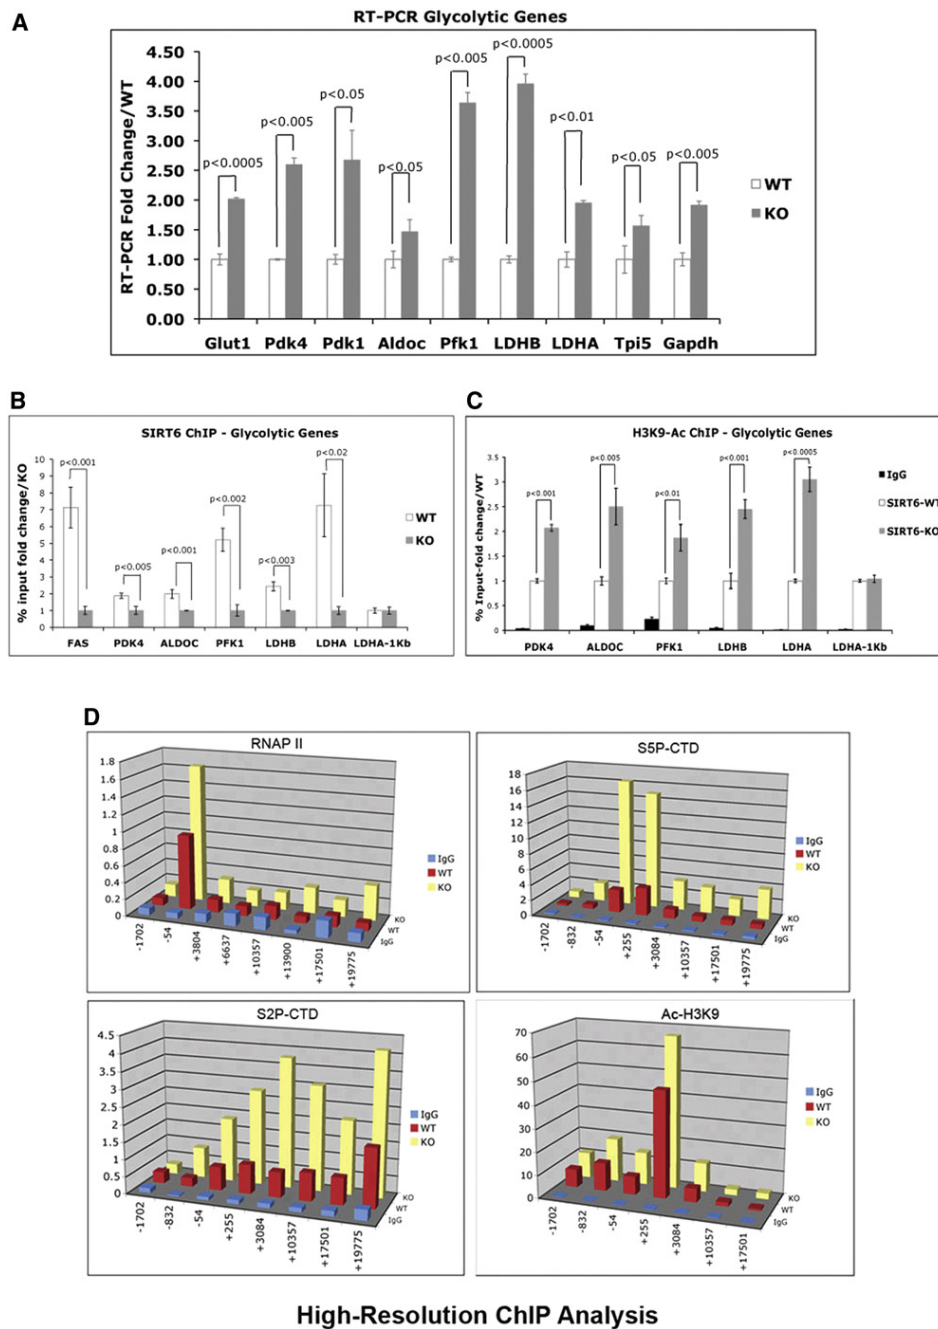 A
RT-PCR Glycolytic Genes
RT-PCR Fold Change/WT
4.50
4.00
3.50
3.00
2.50
2.00
1.50
1.00
0.50
0.00
p<0.0005
p<0.005
p<0.05
p<0.05
p<0.005
p<0.0005
p<0.01
p<0.05
p<0.005
WT
KO
Glut1 Pdk4 Pdk1 Aldoc Pfk1 LDHB LDHA Tpi5 Gapdh
B
SIRT6 ChIP - Glycolytic Genes
% input fold change/KO
10
9
8
7
6
5
4
3
2
1
0
p<0.001
p<0.005
p<0.001
p<0.002
p<0.003
p<0.02
WT
KO
FAS PDK4 ALDOC PFK1 LDHB LDHA LDHA-1Kb
C
H3K9-Ac ChIP - Glycolytic Genes
% Input-fold change/WT
3.5
3
2.5
2
1.5
1
0.5
0
p<0.001
p<0.005
p<0.01
p<0.001
p<0.0005
IgG
SIRT6-WT
SIRT6-KO
PDK4 ALDOC PFK1 LDHB LDHA LDHA-1Kb
D
RNAP II
1.8
1.6
1.4
1.2
1
0.8
0.6
0.4
0.2
0
-1702 -54 +3804 +6637 +10357 +13900 +17501 +19775
IgG
WT
KO
KO
WT
IgG
S5P-CTD
18
16
14
12
10
8
6
4
2
0
-1702 -832 -54 +255 +3084 +10357 +17501 +19775
IgG
WT
KO
KO
WT
IgG
S2P-CTD
4.5
4
3.5
3
2.5
2
1.5
1
0.5
0
-1702 -832 -54 +255 +3084 +10357 +17501 +19775
IgG
WT
KO
KO
WT
IgG
Ac-H3K9
70
60
50
40
30
20
10
0
-1702 -832 -54 +255 +3084 +10357 +17501
IgG
WT
KO
KO
WT
IgG
High-Resolution ChIP Analysis